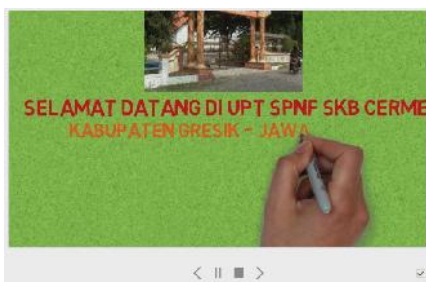 SELAMAT DATANG DI UPT SPNF SKB CERME
KABUPATEN GRESIK - JAWA